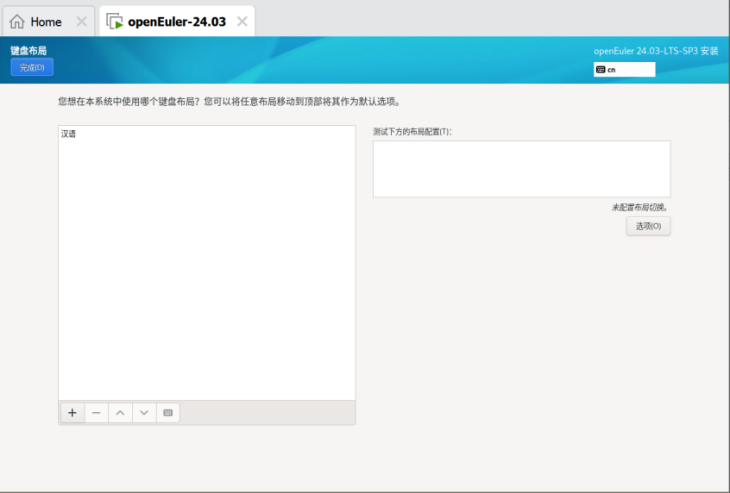 Home
openEuler-24.03
键盘布局
openEuler 24.03-LTS-SP3 安装
完成(D)
cn
您想在本系统中使用哪个键盘布局？您可以将任意布局移动到顶部将其作为默认选项。
汉语
测试下方的布局配置(T)：
未配置布局切换。
选项(O)